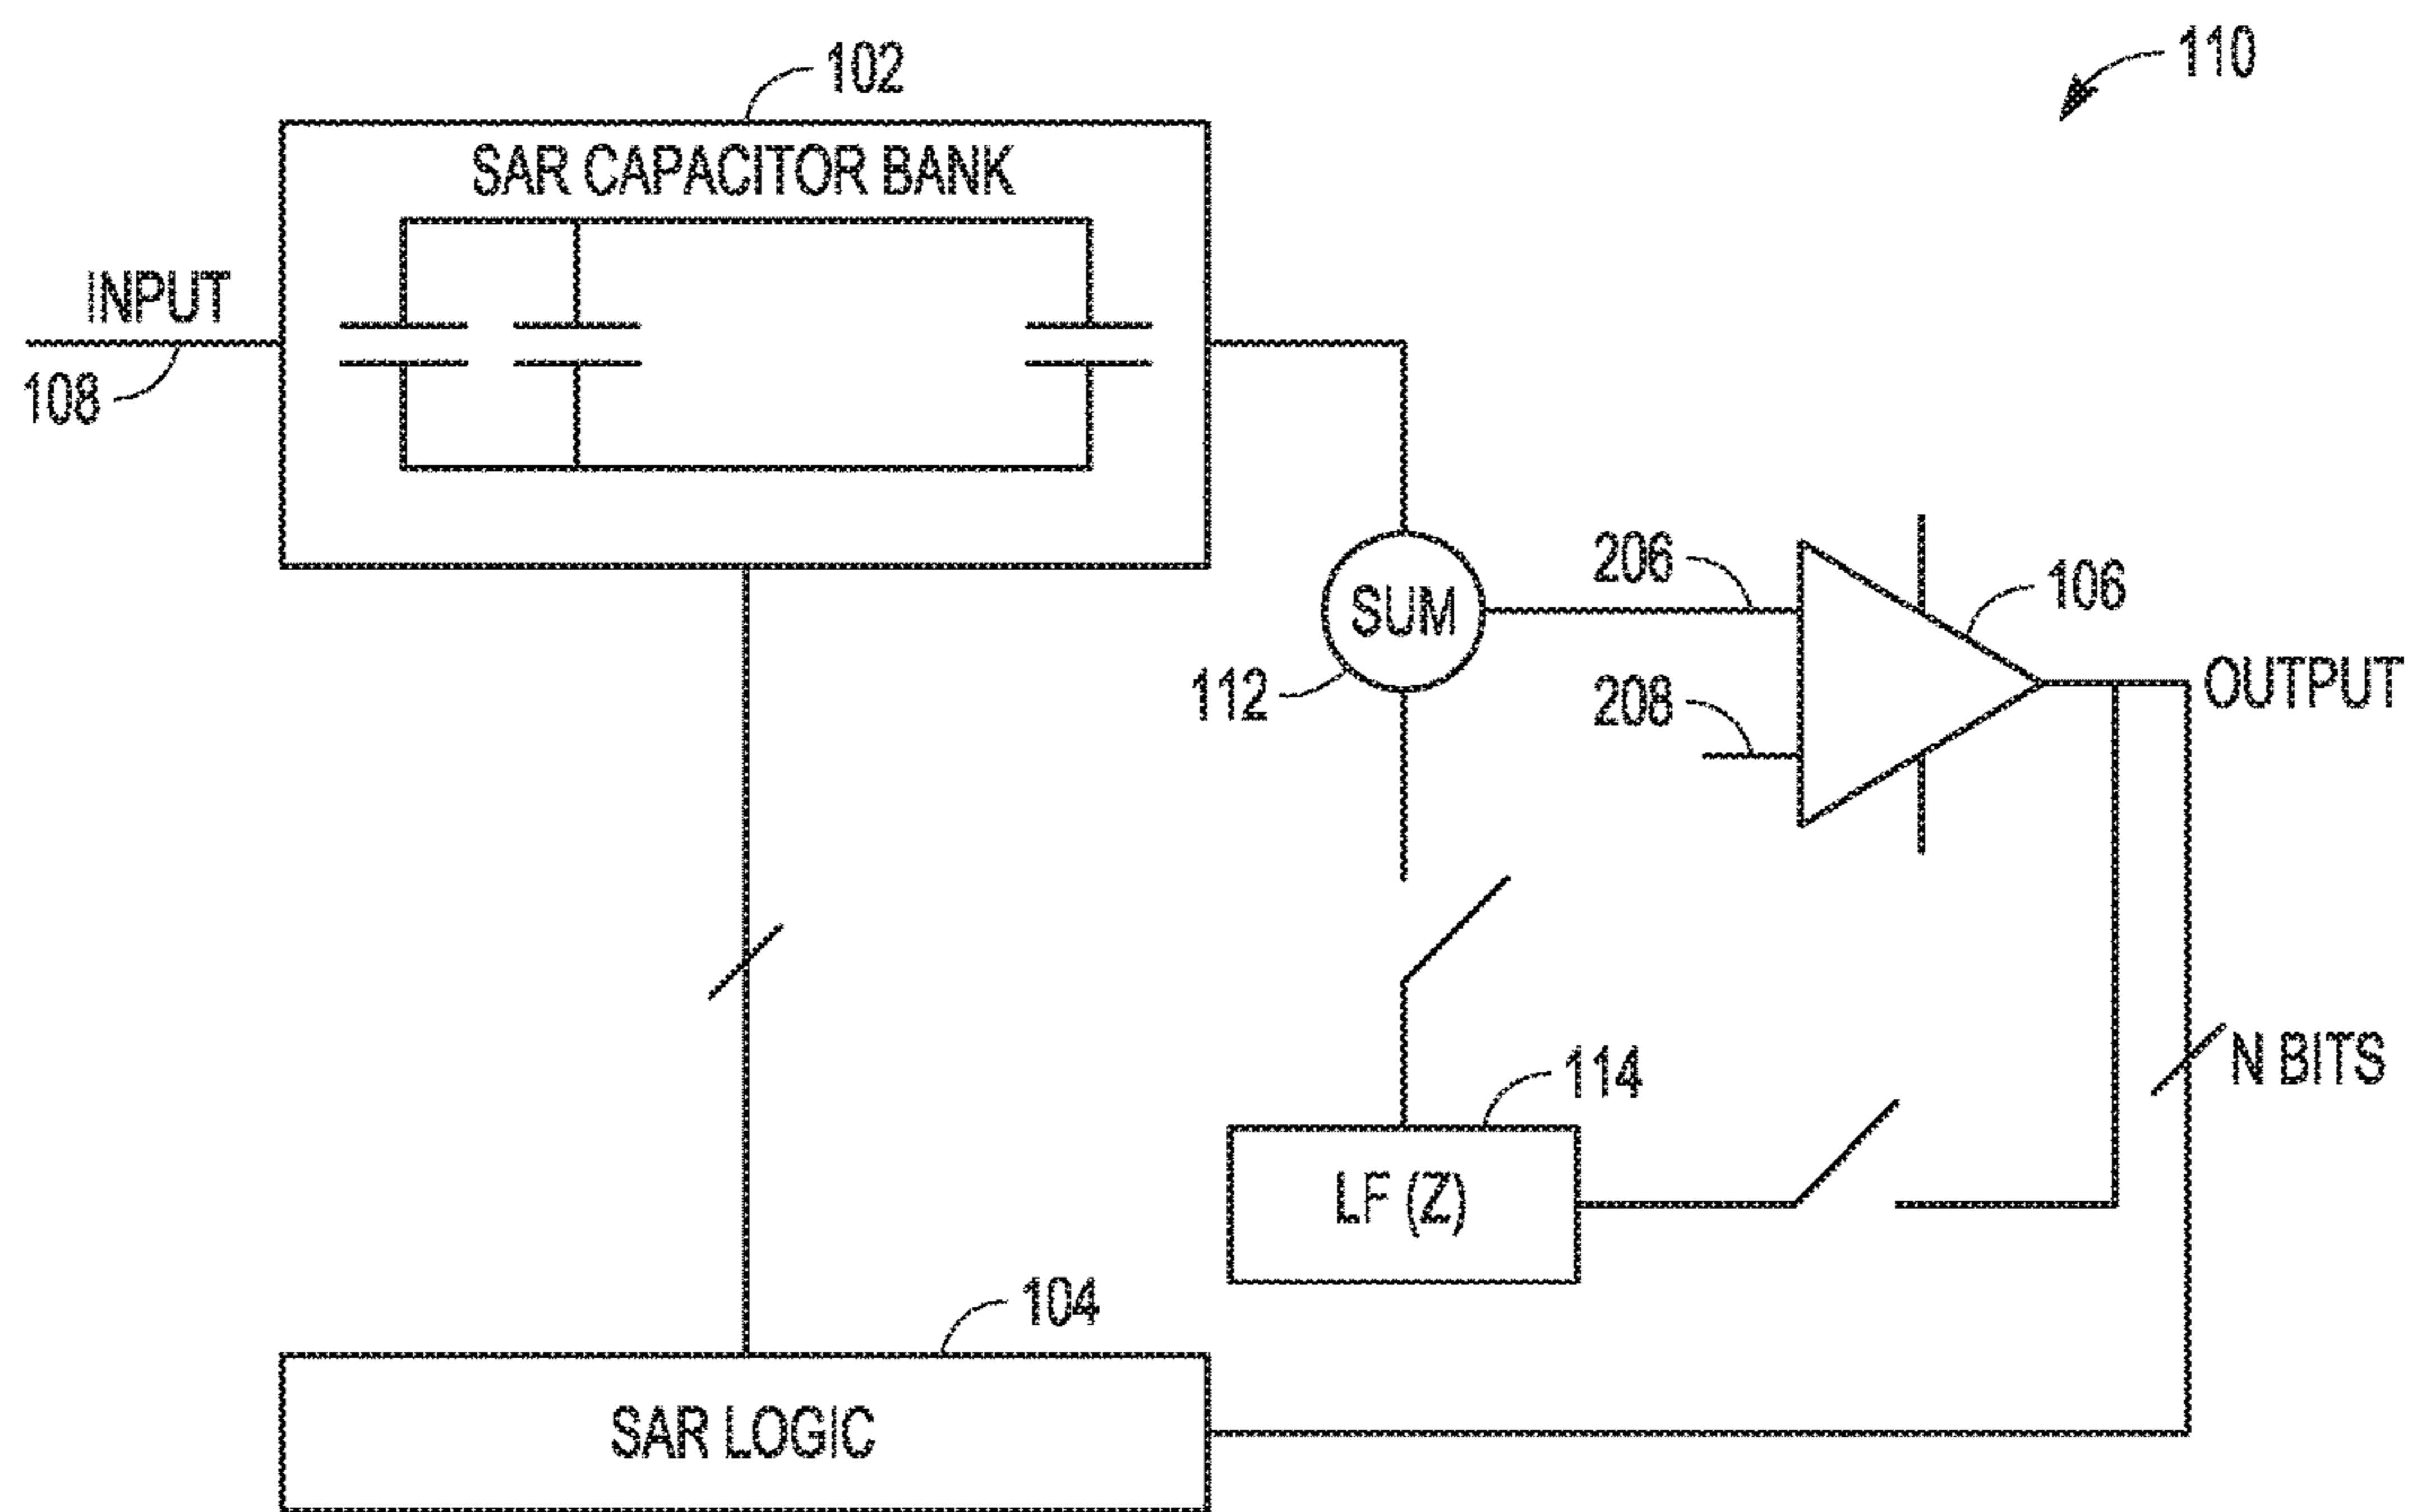 110
102
SAR CAPACITOR BANK
INPUT
108
206
106
SUM
112
208
OUTPUT
N BITS
114
LF (Z)
104
SAR LOGIC